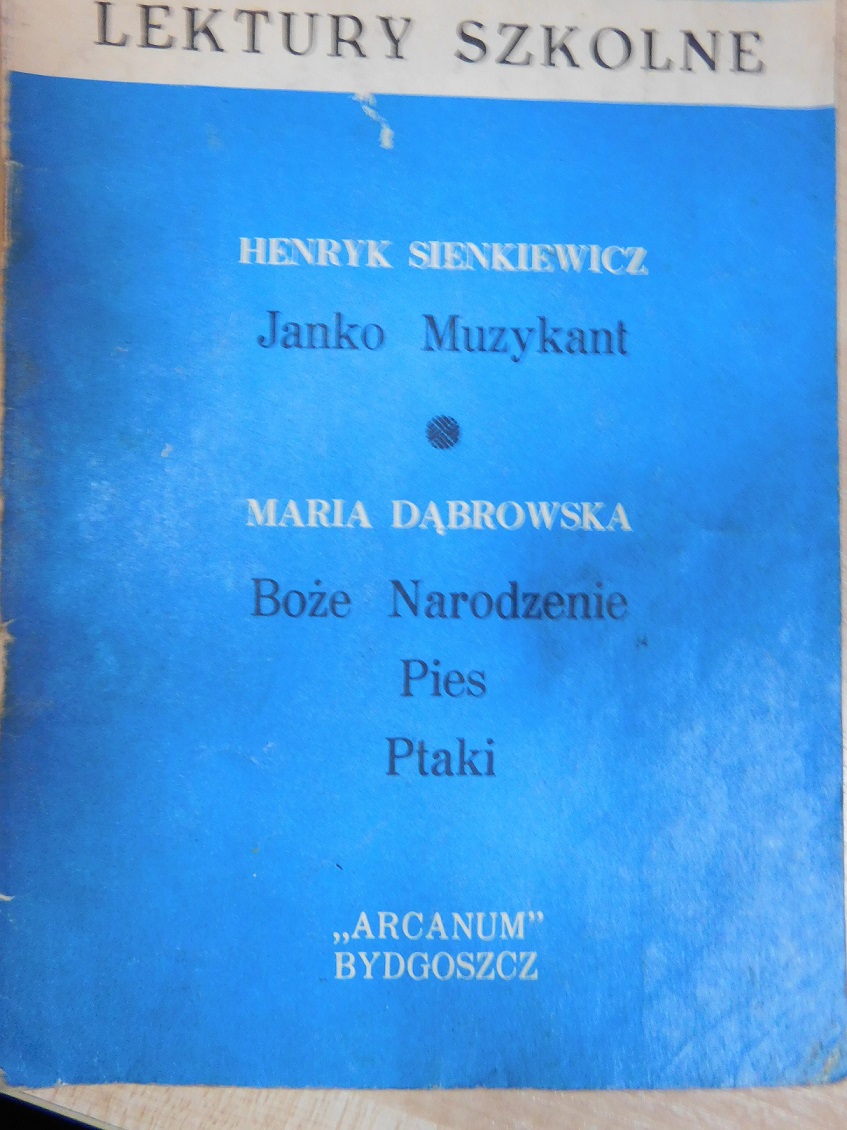 LEKTURY SZKOLNE
HENRYK SIENKIEWICZ
Janko Muzykant
MARIA DĄBROWSKA
Boże Narodzenie
Pies
Ptaki
„ARCANUM”
BYDGOSZCZ